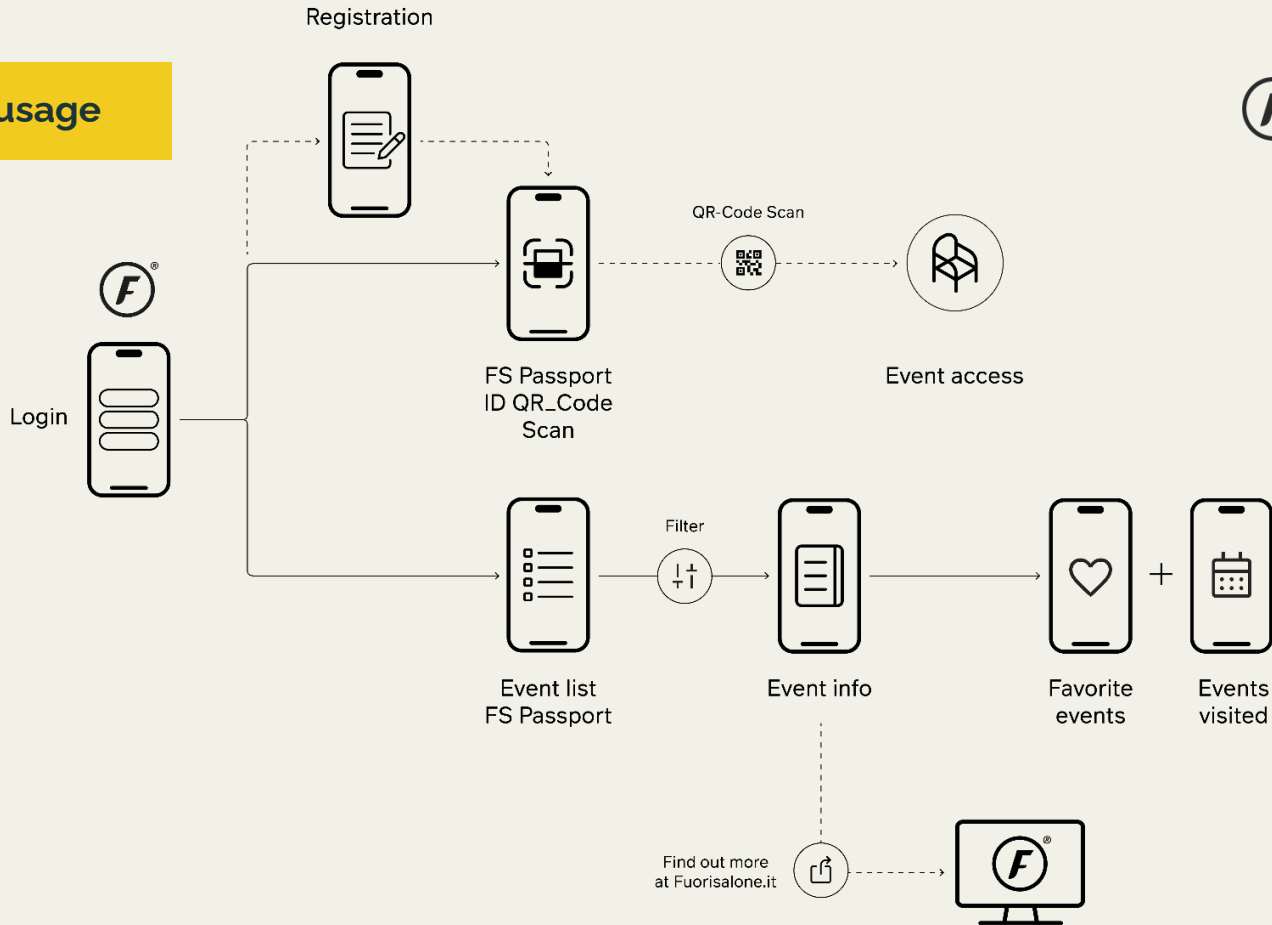 Registration
usage
QR-Code Scan
F®
FS Passport
ID QR_Code
Scan
Event access
Login
Filter
Event list
FS Passport
Event info
Favorite
events
+
Events
visited
Find out more
at Fuorisalone.it
F®